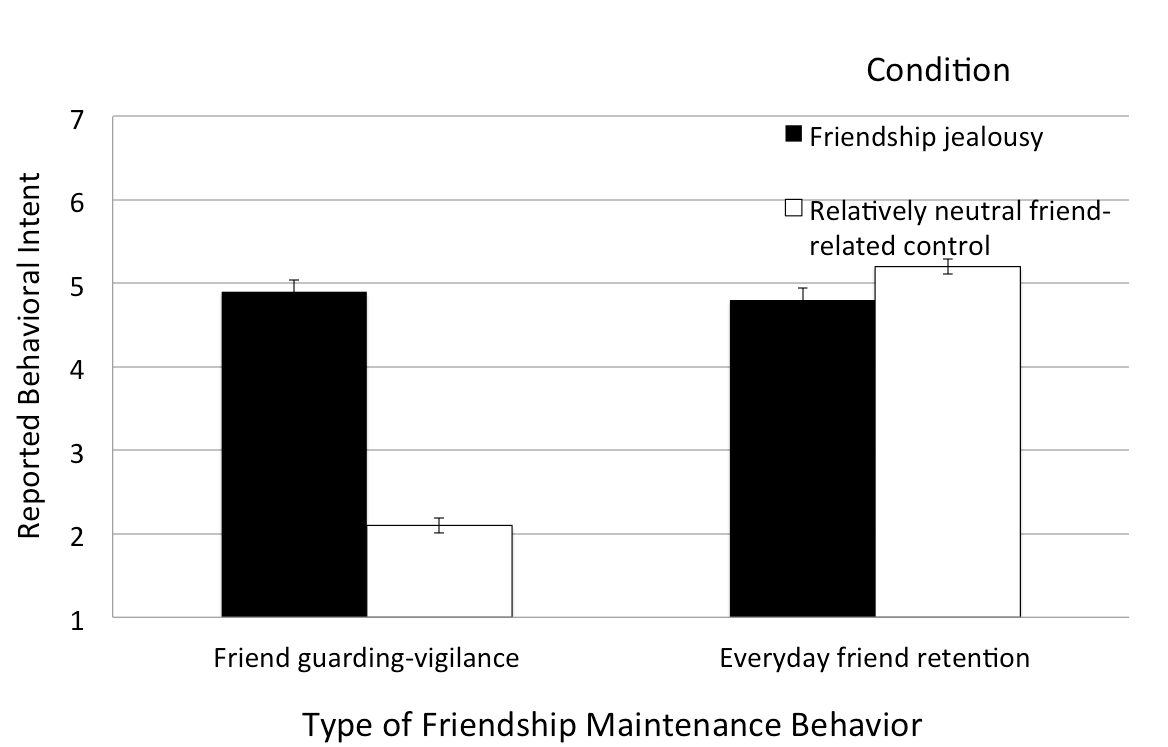 Condition
Friendship jealousy
Relatively neutral friend-
related control
7
6
5
4
3
2
1
Reported Behavioral Intent
Friend guarding-vigilance
Everyday friend retention
Type of Friendship Maintenance Behavior